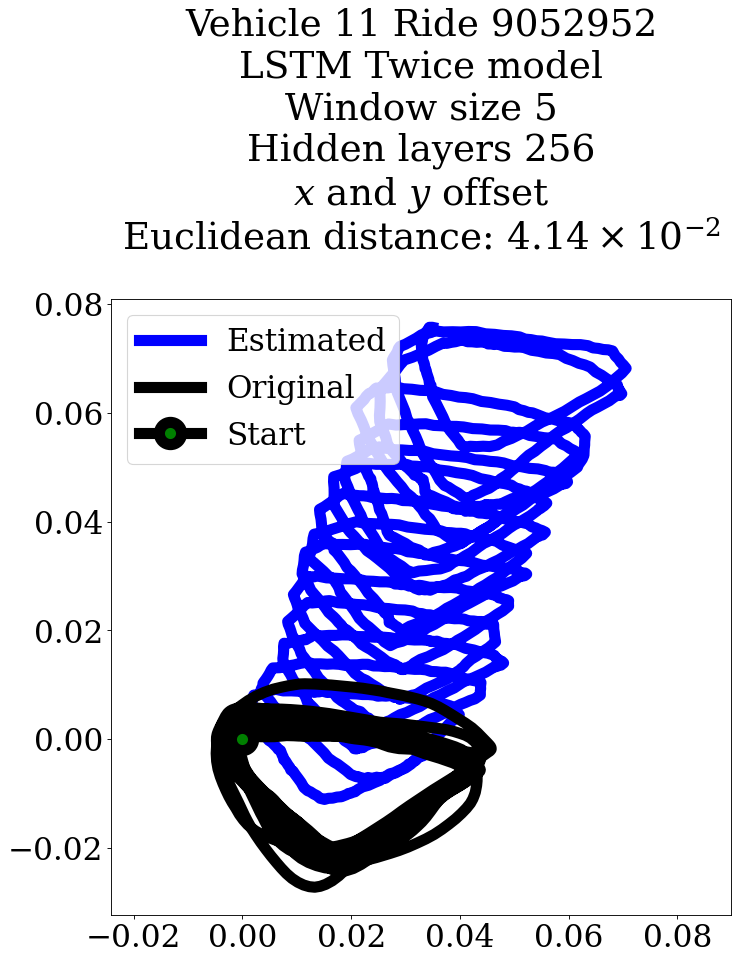 Vehicle 11 Ride 9052952
LSTM Twice model
Window size 5
Hidden layers 256
x and y offset
Euclidean distance: 4.14 × 10⁻²
0.08
0.06
0.04
0.02
0.00
−0.02
Estimated
Original
Start
−0.02 0.00 0.02 0.04 0.06 0.08